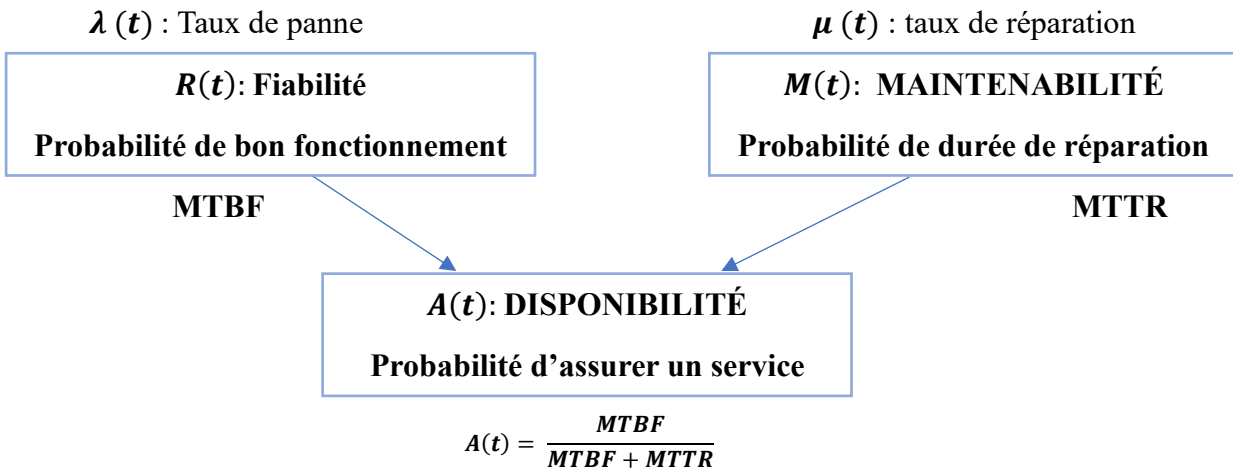 λ (t) : Taux de panne
μ (t) : taux de réparation
R(t): Fiabilité
Probabilité de bon fonctionnement
M(t): MAINTENABILITÉ
Probabilité de durée de réparation
MTBF
MTTR
A(t): DISPONIBILITÉ
Probabilité d’assurer un service
A(t) = MTBF / MTBF + MTTR